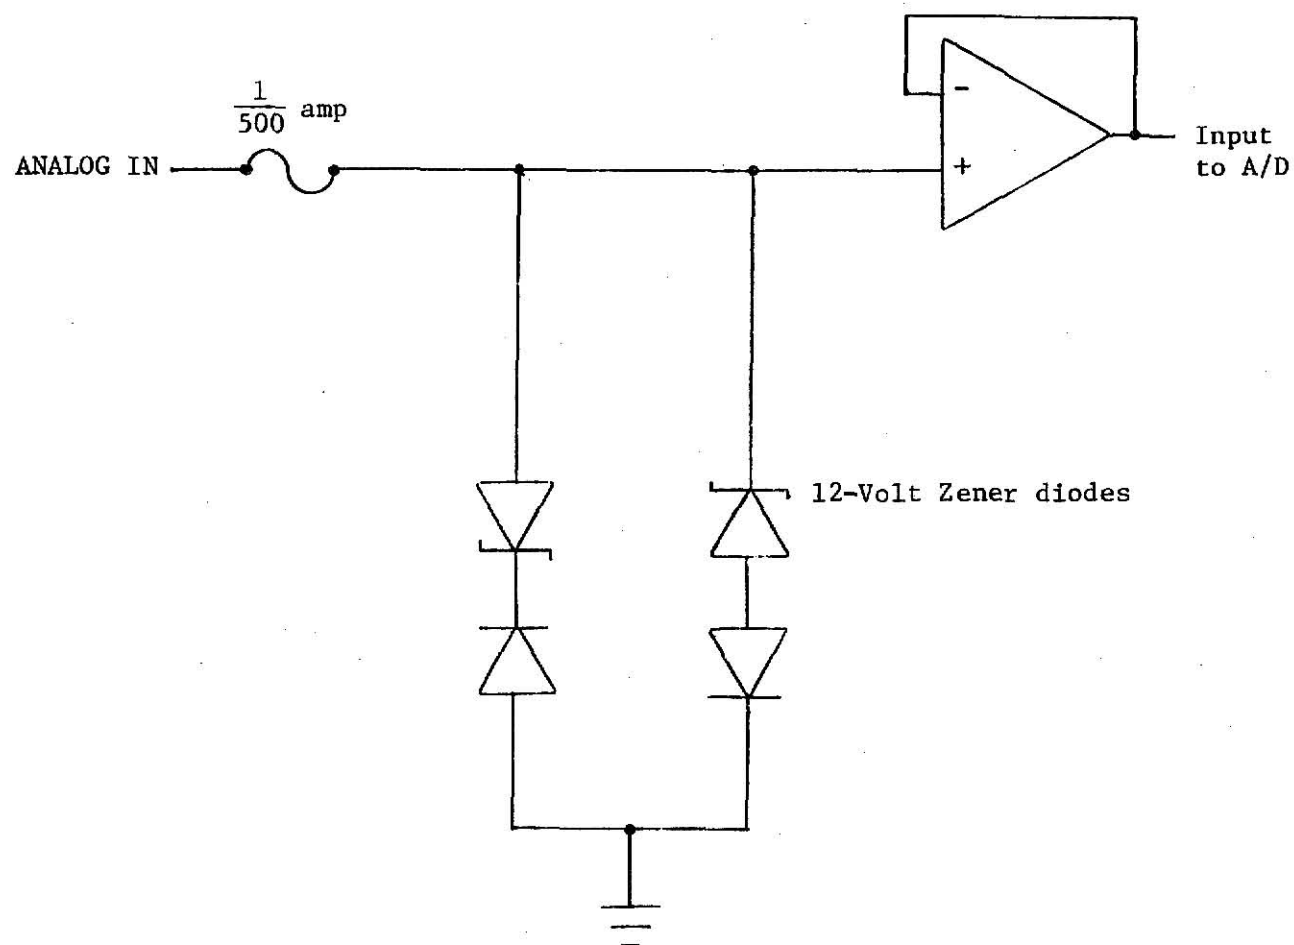 1
500 amp
ANALOG IN
-
+
Input
to A/D
12-Volt Zener diodes